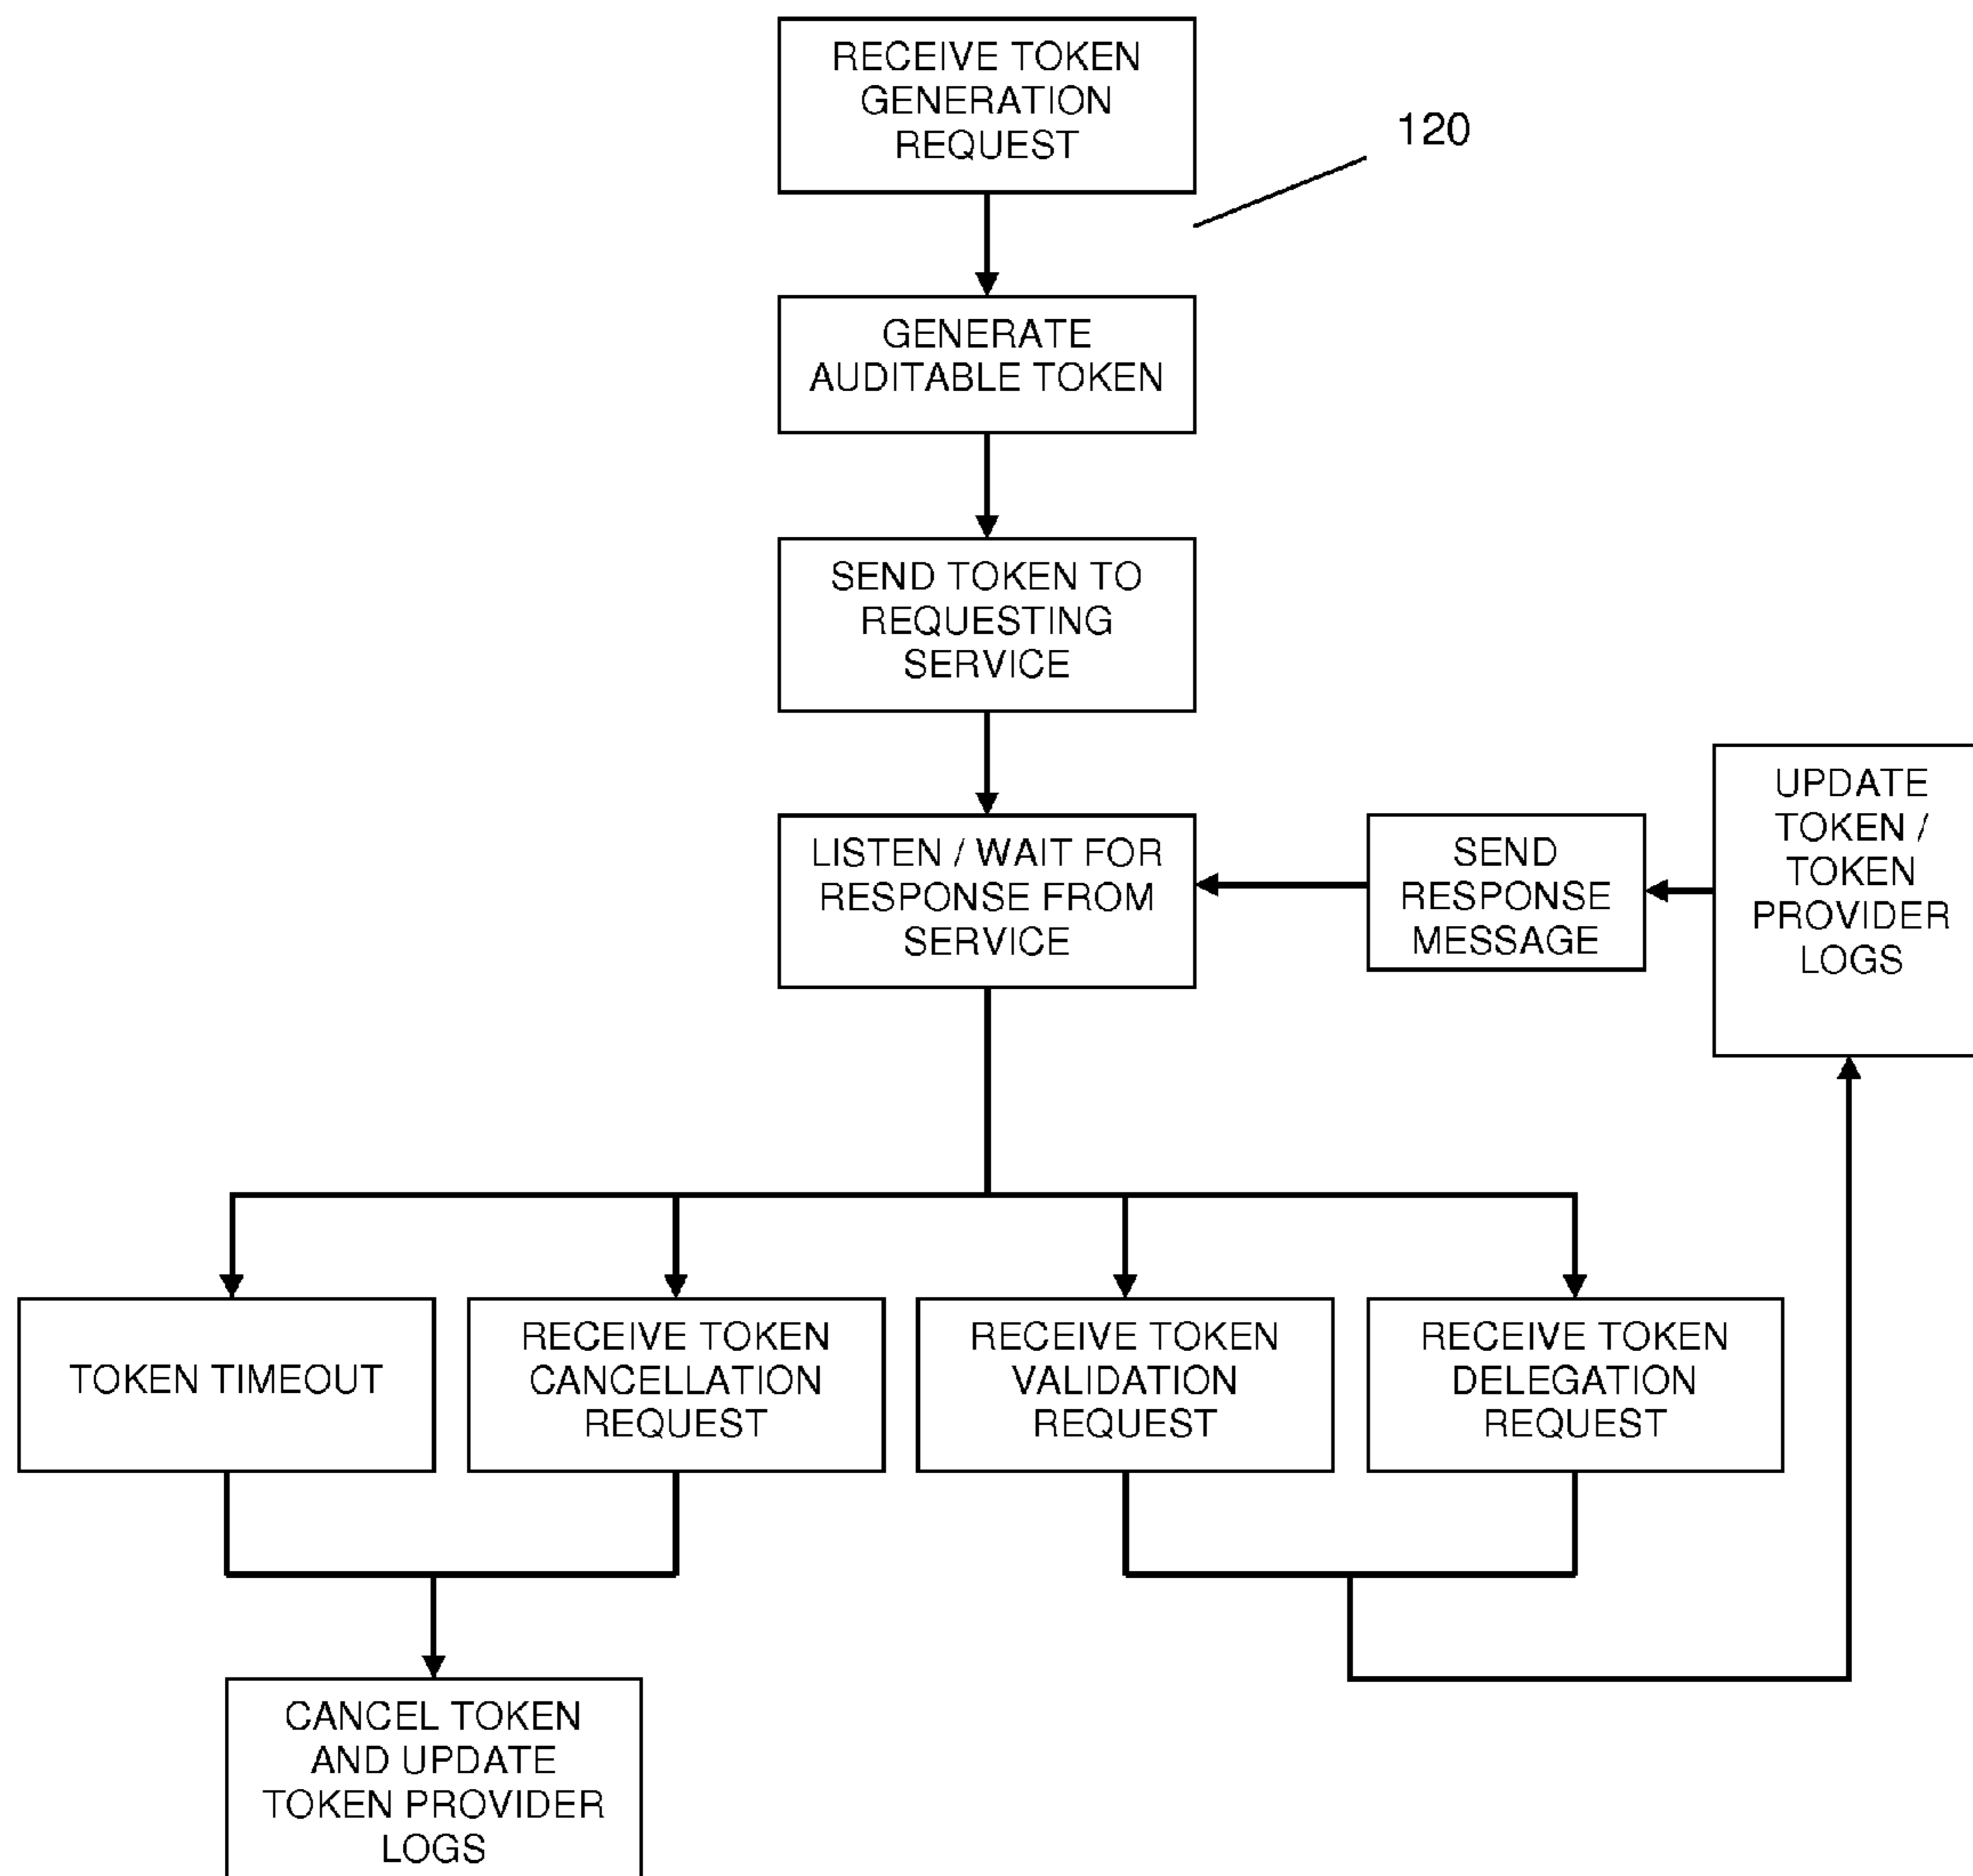 RECEIVE TOKEN
GENERATION
REQUEST
120
GENERATE
AUDITABLE TOKEN
SEND TOKEN TO
REQUESTING
SERVICE
LISTEN / WAIT FOR
RESPONSE FROM
SERVICE
SEND
RESPONSE
MESSAGE
UPDATE
TOKEN /
TOKEN
PROVIDER
LOGS
TOKEN TIMEOUT
RECEIVE TOKEN
CANCELLATION
REQUEST
RECEIVE TOKEN
VALIDATION
REQUEST
RECEIVE TOKEN
DELEGATION
REQUEST
CANCEL TOKEN
AND UPDATE
TOKEN PROVIDER
LOGS